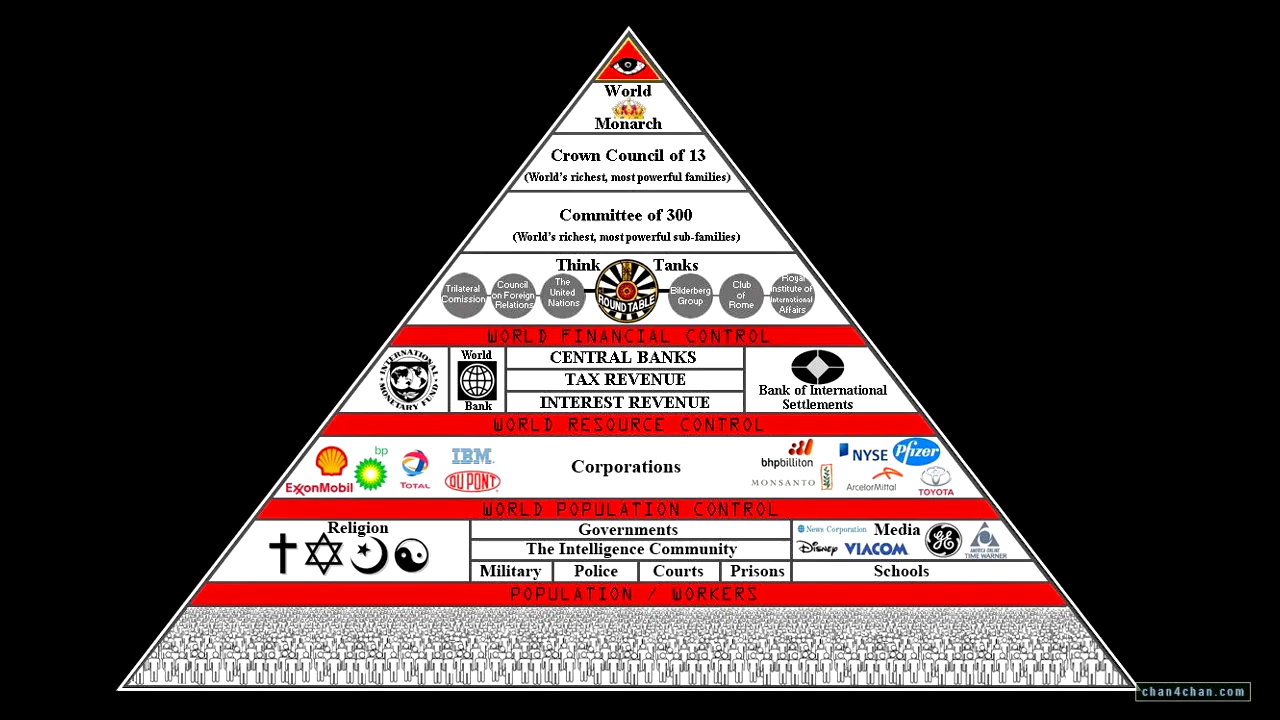 World
Monarch
Crown Council of 13
(World's richest, most powerful families)
Committee of 300
(World's richest, most powerful sub-families)
Think Tanks
Trilateral
Comission
Council
on Foreign
Relations
The
United
Nations
ROUND TABLE
Bilderberg
Group
Club
of
Rome
Royal
Institute of
International
Affairs
WORLD FINANCIAL CONTROL
INTERNATIONAL
MONETARY FUND
World
Bank
CENTRAL BANKS
TAX REVENUE
INTEREST REVENUE
Bank of International
Settlements
WORLD RESOURCE CONTROL
ExxonMobil
bp
TOTAL
IBM
DUPONT
Corporations
bhpbilliton
MONSANTO
NYSE
Pfizer
ArcelorMittal
TOYOTA
WORLD POPULATION CONTROL
Religion
Governments
The Intelligence Community
Military Police Courts Prisons
News Corporation
Media
Disney
VIACOM
GE
AMERICA ONLINE
TIME WARNER
Schools
POPULATION / WORKERS
chan4chan.com